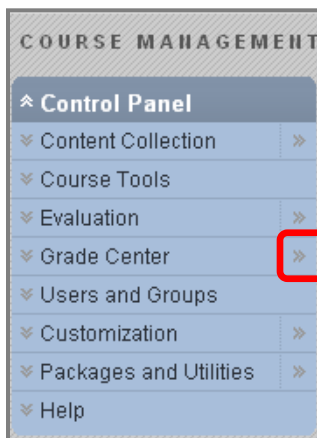 COURSE MANAGEMENT
Control Panel
Content Collection
Course Tools
Evaluation
Grade Center
Users and Groups
Customization
Packages and Utilities
Help